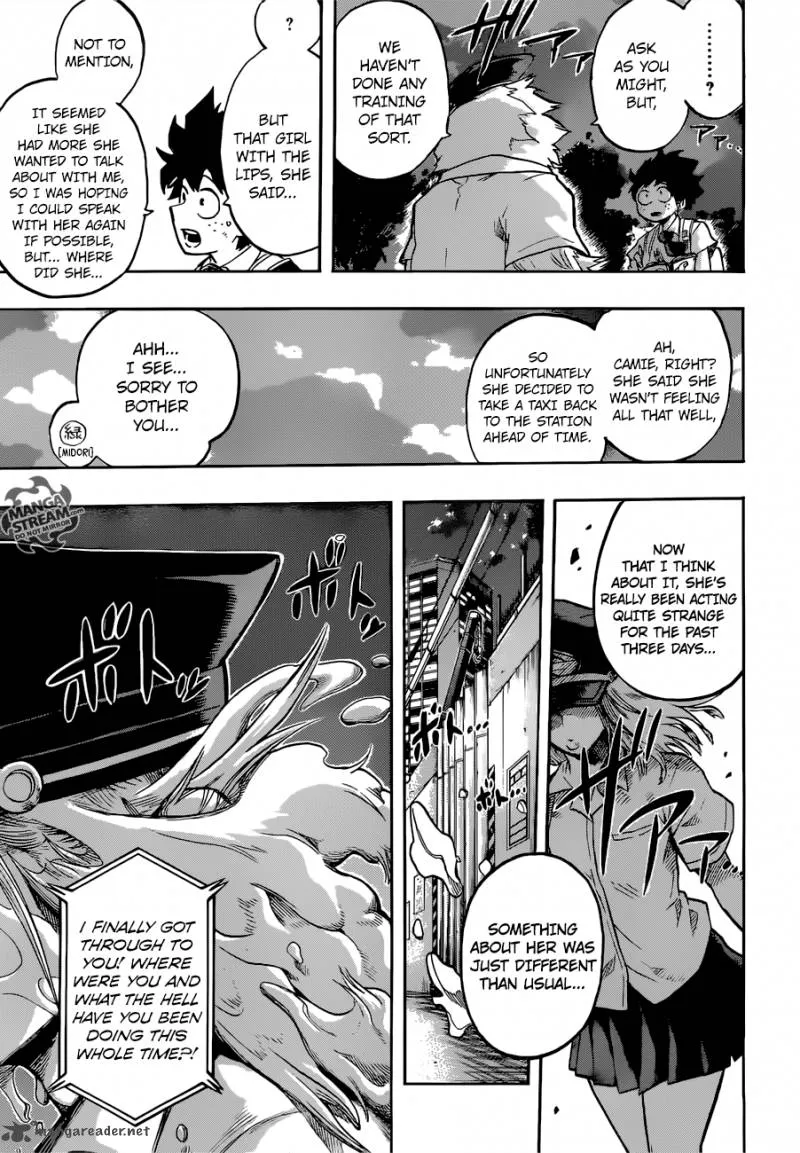 .........?
ASK
AS YOU
MIGHT,
BUT,
WE
HAVEN'T
DONE ANY
TRAINING
OF THAT
SORT.
アア...
?
BUT
THAT GIRL
WITH THE
LIPS, SHE
SAID...
NOT TO
MENTION,
IT SEEMED
LIKE SHE
HAD MORE SHE
WANTED TO TALK
ABOUT WITH ME,
SO I WAS HOPING
I COULD SPEAK
WITH HER AGAIN
IF POSSIBLE,
BUT... WHERE
DID SHE...
AH,
CAMIE, RIGHT?
SHE SAID SHE
WASN'T FEELING
ALL THAT WELL,
SO
UNFORTUNATELY
SHE DECIDED TO
TAKE A TAXI BACK
TO THE STATION
AHEAD OF TIME.
AHH...
I SEE...
SORRY TO
BOTHER
YOU...
緑
[MIDORI]
MANGA
STREAM.com
DO NOT MIRROR
NOW
THAT I THINK
ABOUT IT, SHE'S
REALLY BEEN ACTING
QUITE STRANGE
FOR THE PAST
THREE DAYS...
ザアア...
ボト...
ボト...
SOMETHING
ABOUT HER WAS
JUST DIFFERENT
THAN USUAL...
ボトッ
ボトッ
I FINALLY GOT
THROUGH TO
YOU! WHERE
WERE YOU AND
WHAT THE HELL
HAVE YOU BEEN
DOING THIS
WHOLE TIME?!
mangareader.net